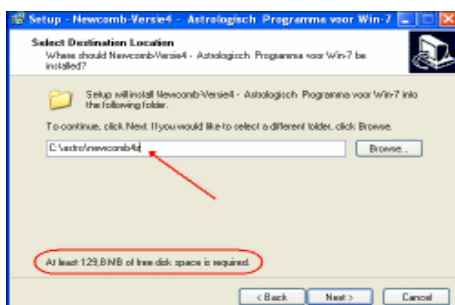 Setup - Newcomb-Versie4 - Astrologisch Programma voor Win-7
Select Destination Location
Where should Newcomb-Versie4 - Astrologisch Programma voor Win-7 be
installed?
Setup will install Newcomb-Versie4 - Astrologisch Programma voor Win-7 into
the following folder.
To continue, click Next. If you would like to select a different folder, click Browse.
Browse...
At least 129,8 MB of free disk space is required.
< Back
Next >
Cancel